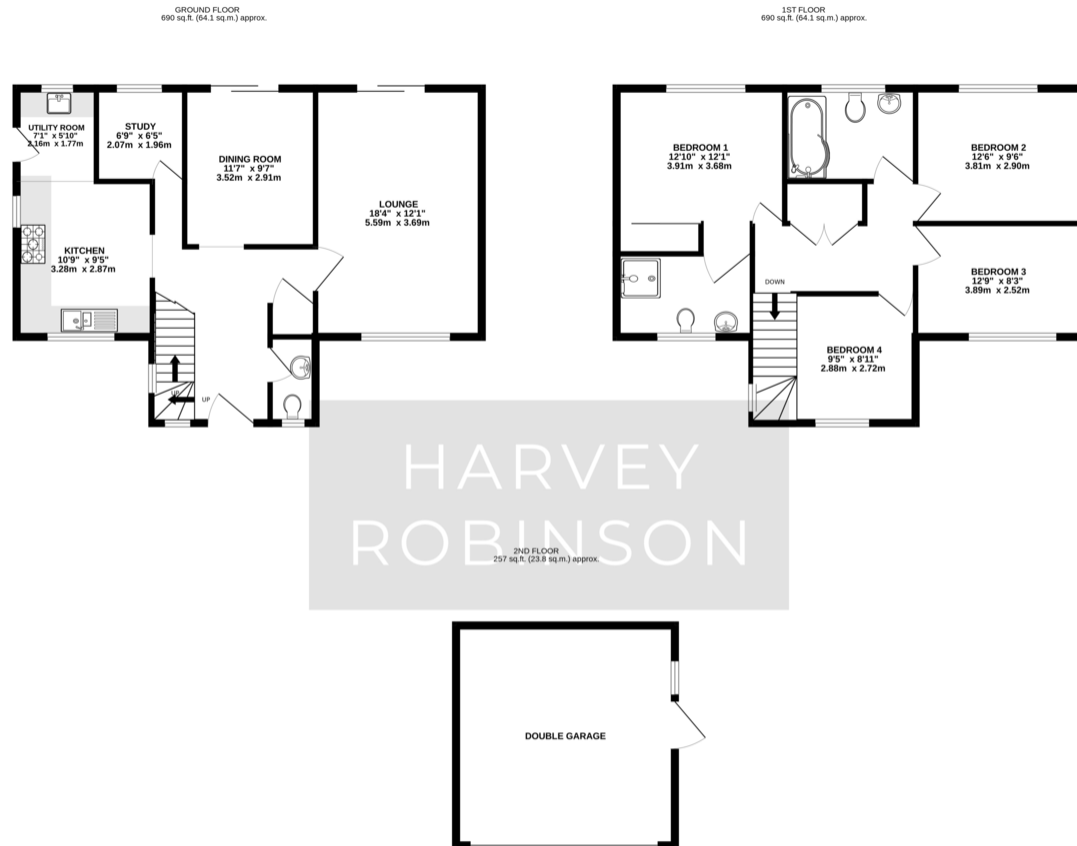 GROUND FLOOR
690 sq.ft. (64.1 sq.m.) approx.
UTILITY ROOM
7'1" x 5'10"
2.16m x 1.77m
STUDY
6'9" x 6'5"
2.07m x 1.96m
DINING ROOM
11'7" x 9'7"
3.52m x 2.91m
LOUNGE
18'4" x 12'1"
5.59m x 3.69m
KITCHEN
10'9" x 9'5"
3.28m x 2.87m
UP
UP
1ST FLOOR
690 sq.ft. (64.1 sq.m.) approx.
BEDROOM 1
12'10" x 12'1"
3.91m x 3.68m
BEDROOM 2
12'6" x 9'6"
3.81m x 2.90m
BEDROOM 3
12'9" x 8'3"
3.89m x 2.52m
DOWN
BEDROOM 4
9'5" x 8'11"
2.88m x 2.72m
HARVEY
ROBINSON
2ND FLOOR
257 sq.ft. (23.8 sq.m.) approx.
DOUBLE GARAGE